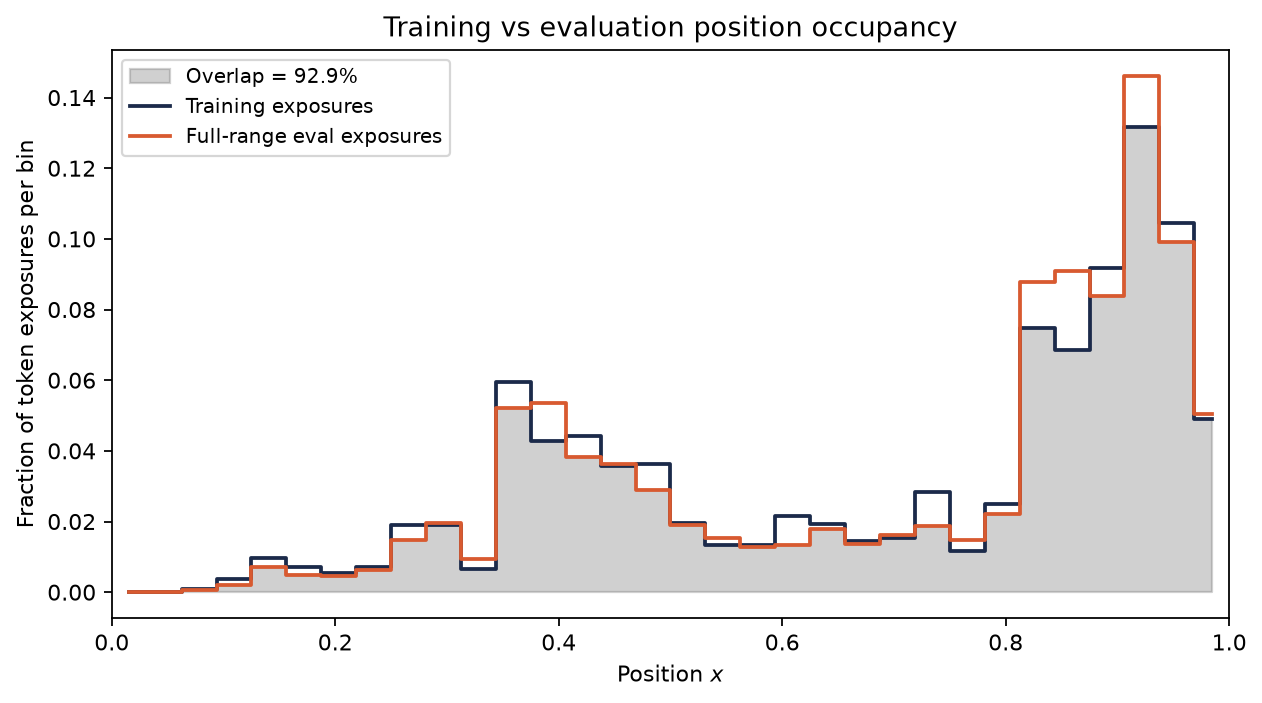 Training vs evaluation position occupancy
Overlap = 92.9%
Training exposures
Full-range eval exposures
Fraction of token exposures per bin
0.14
0.12
0.10
0.08
0.06
0.04
0.02
0.00
0.0 0.2 0.4 0.6 0.8 1.0
Position x